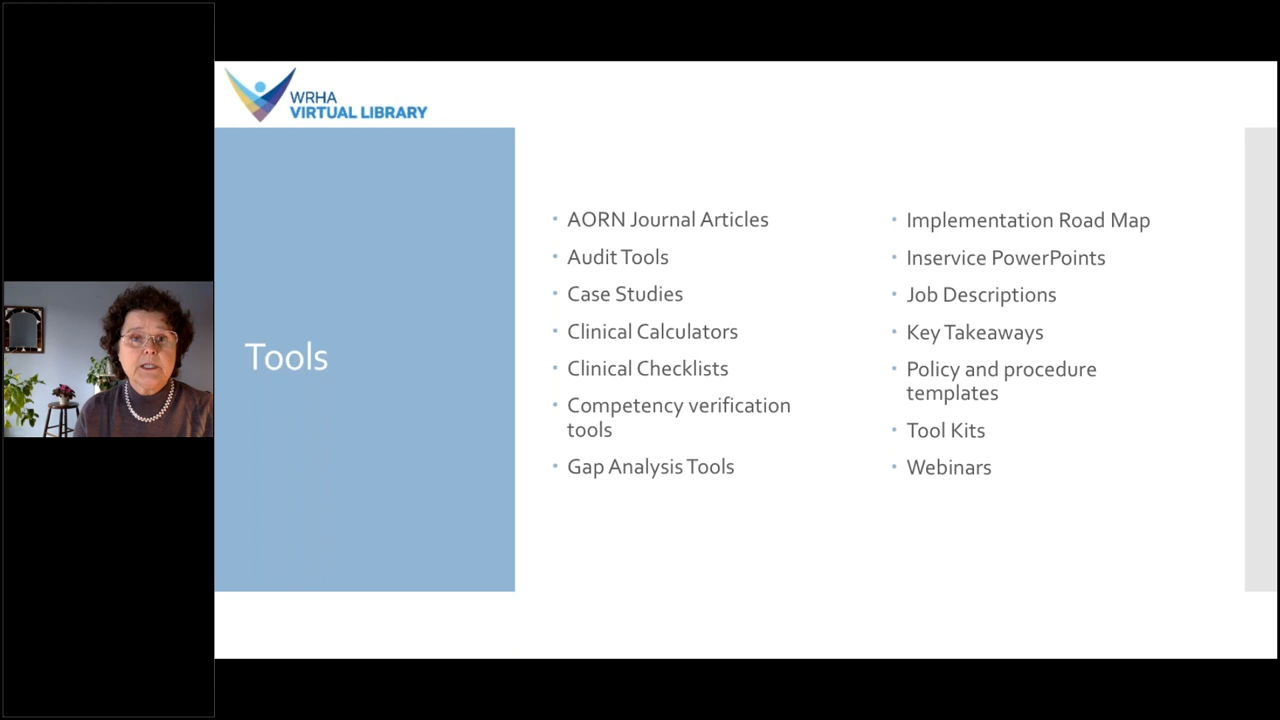 WRHA
VIRTUAL LIBRARY
Tools
AORN Journal Articles
Audit Tools
Case Studies
Clinical Calculators
Clinical Checklists
Competency verification
tools
Gap Analysis Tools
Implementation Road Map
Inservice PowerPoints
Job Descriptions
Key Takeaways
Policy and procedure
templates
Tool Kits
Webinars